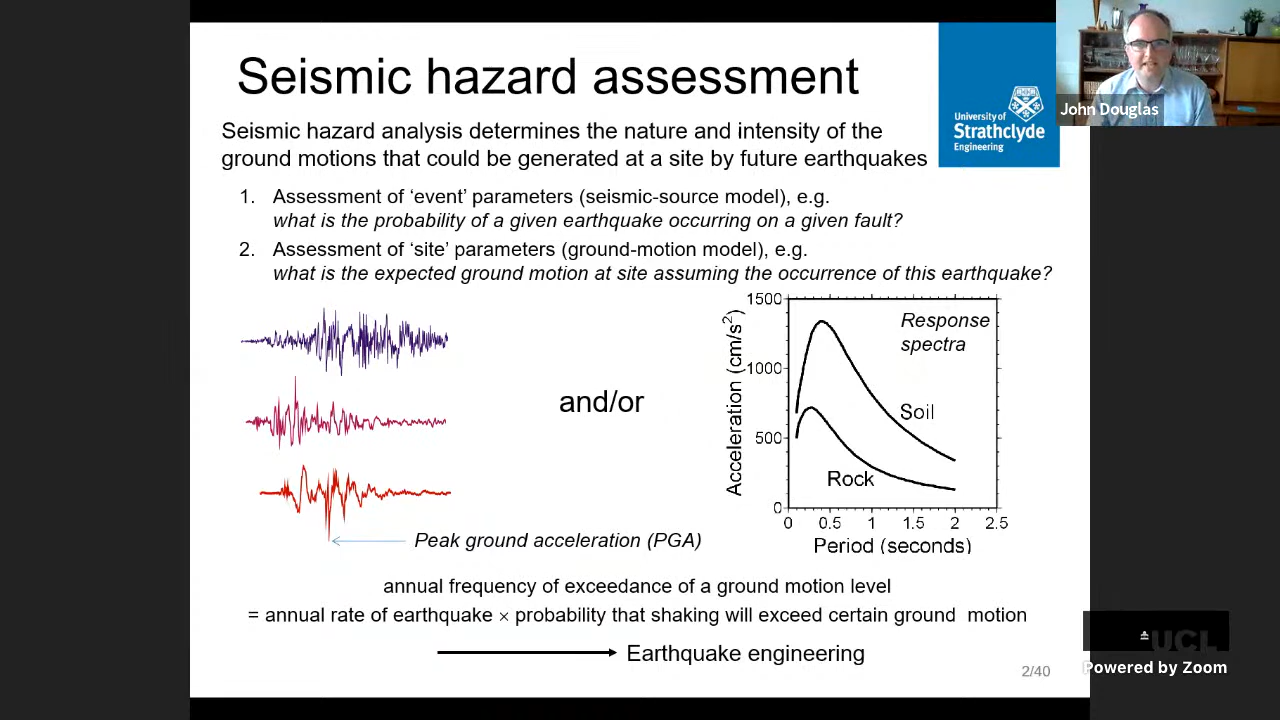 Seismic hazard assessment
John Douglas
University of
Strathclyde
Engineering
Seismic hazard analysis determines the nature and intensity of the
ground motions that could be generated at a site by future earthquakes
1. Assessment of ‘event’ parameters (seismic-source model), e.g.
what is the probability of a given earthquake occurring on a given fault?
2. Assessment of ‘site’ parameters (ground-motion model), e.g.
what is the expected ground motion at site assuming the occurrence of this earthquake?
and/or
Peak ground acceleration (PGA)
Acceleration (cm/s²)
1500
1000
500
0
Response
spectra
Soil
Rock
0 0.5 1 1.5 2 2.5
Period (seconds)
annual frequency of exceedance of a ground motion level
= annual rate of earthquake × probability that shaking will exceed certain ground motion
Earthquake engineering
2/40
UCL
Powered by Zoom